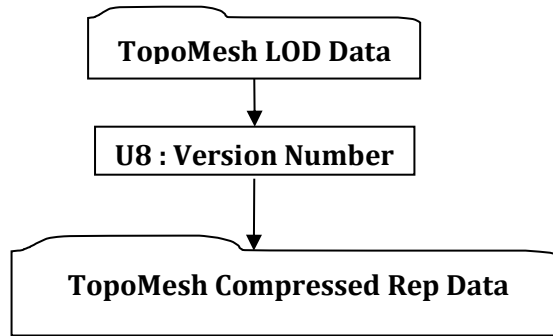 TopoMesh LOD Data
U8 : Version Number
TopoMesh Compressed Rep Data